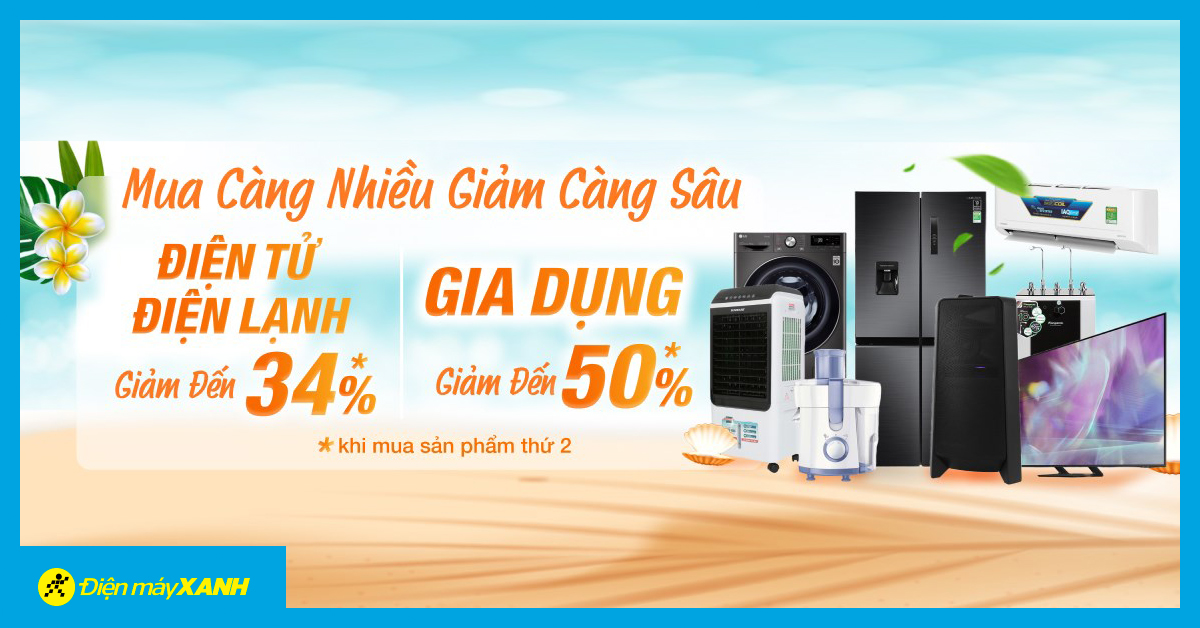 Mua Càng Nhiều Giảm Càng Sâu
ĐIỆN TỬ
ĐIỆN LẠNH
Giảm Đến 34%*
GIA DỤNG
Giảm Đến 50%*
* khi mua sản phẩm thứ 2
Điện máy XANH